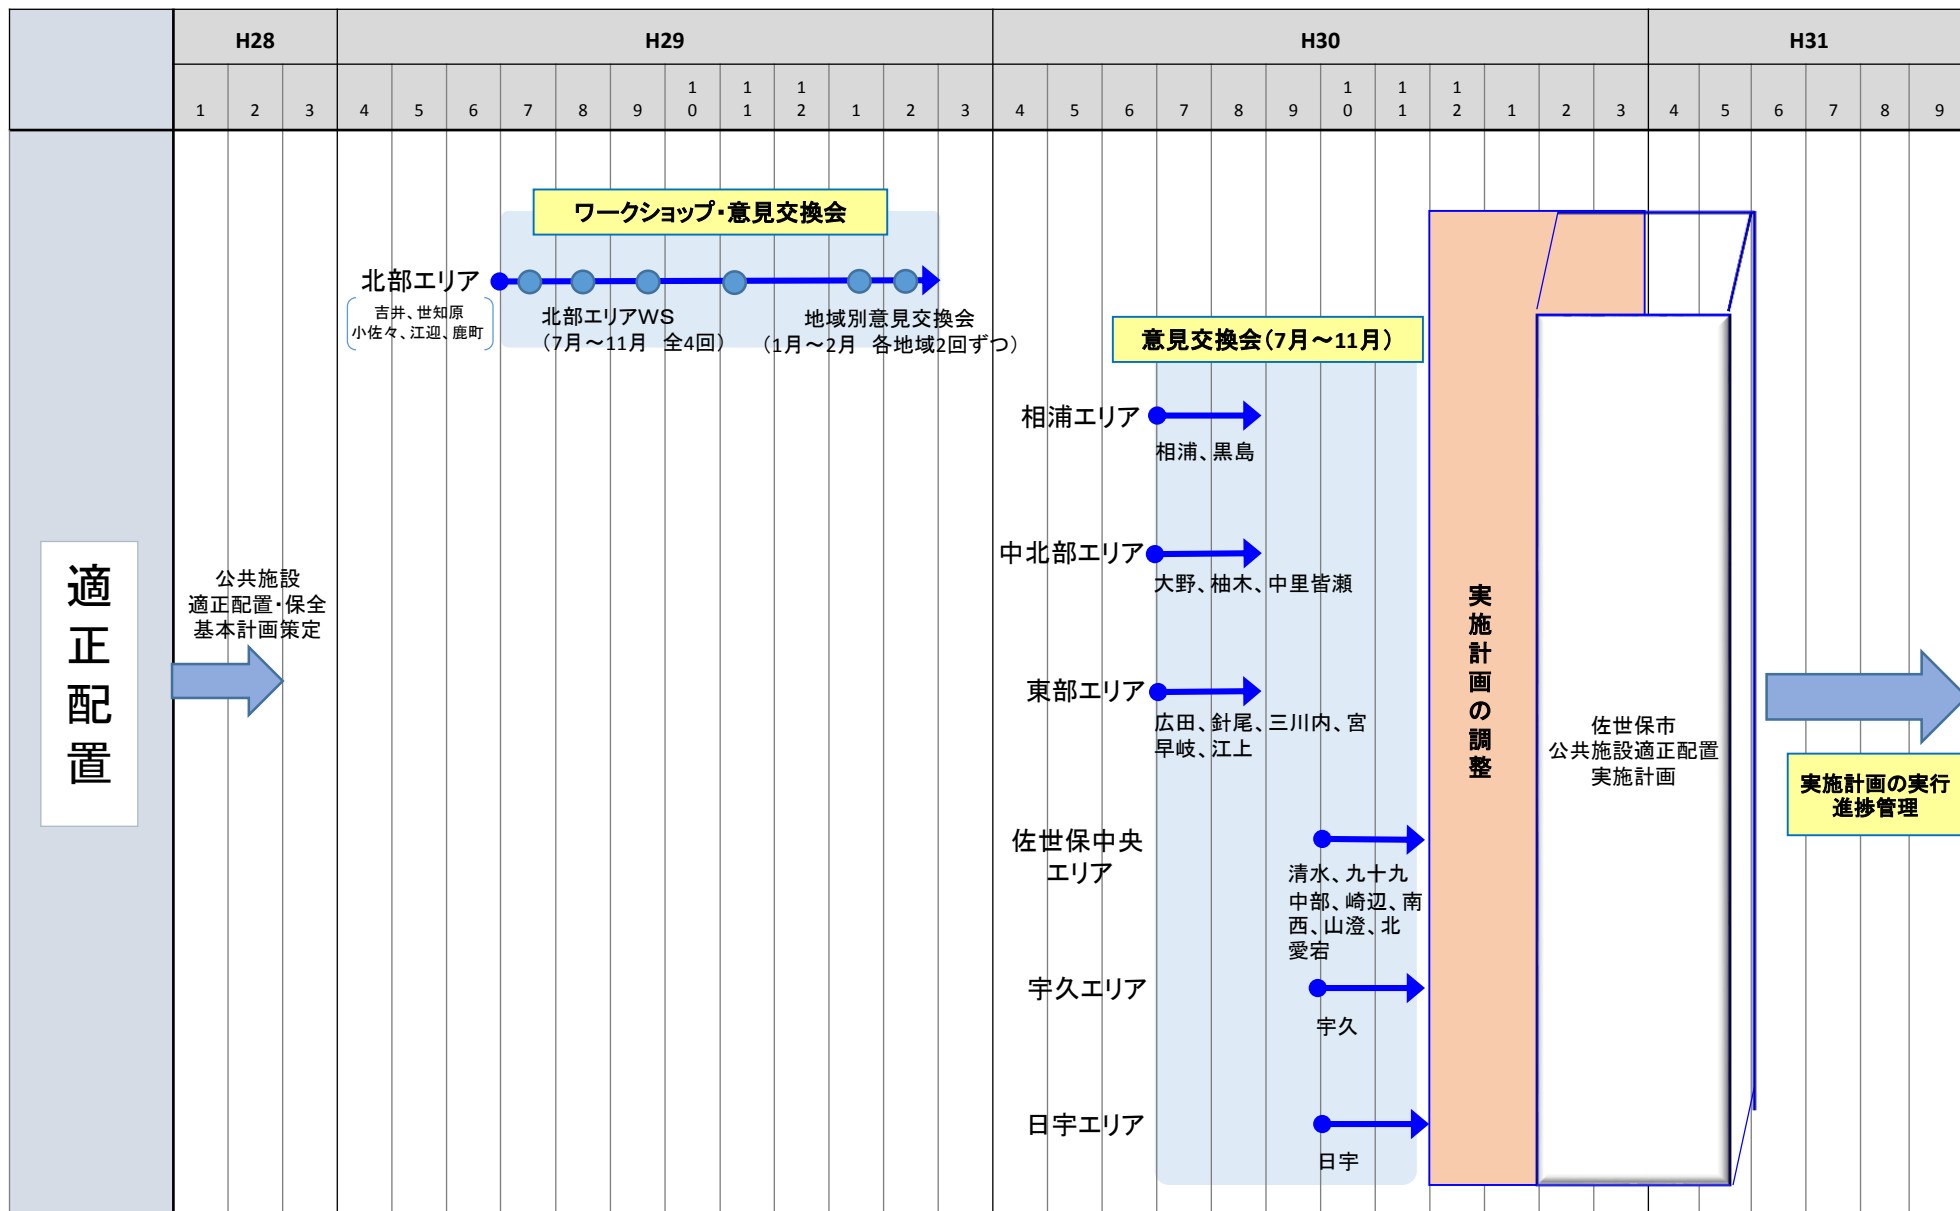 H28 H29 H30 H31
1 2 3 4 5 6 7 8 9 10 11 12 1 2 3 4 5 6 7 8 9 10 11 12 1 2 3 4 5 6 7 8 9
適正配置
公共施設
適正配置・保全
基本計画策定
ワークショップ・意見交換会
北部エリア
吉井、世知原
小佐々、江迎、鹿町
北部エリアWS
(7月～11月 全4回)
地域別意見交換会
(1月～2月 各地域2回ずつ)
意見交換会(7月～11月)
相浦エリア
相浦、黒島
中北部エリア
大野、柚木、中里皆瀬
東部エリア
広田、針尾、三川内、宮
早岐、江上
佐世保中央
エリア
清水、九十九
中部、崎辺、南
西、山澄、北
愛宕
宇久エリア
宇久
日宇エリア
日宇
実施計画の調整
佐世保市
公共施設適正配置
実施計画
実施計画の実行
進捗管理